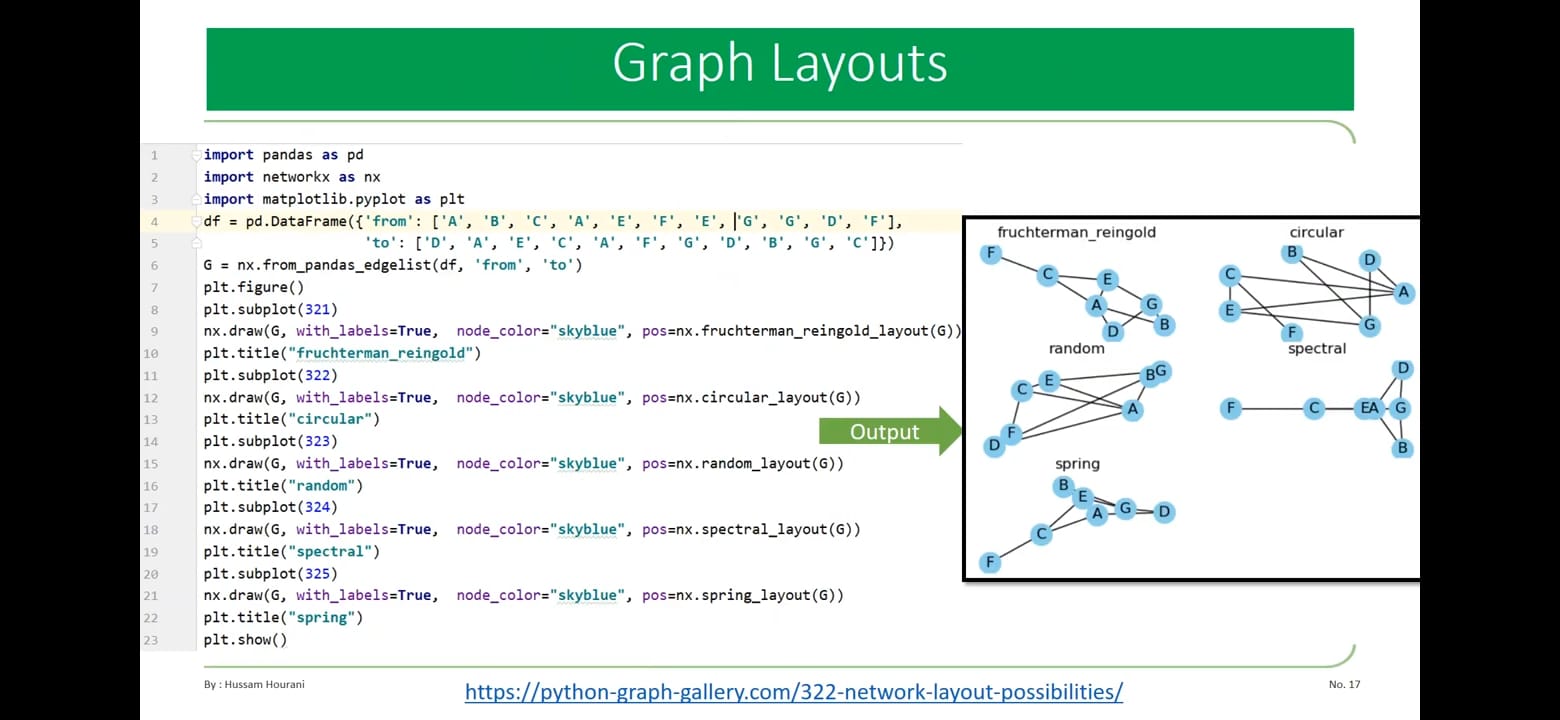 Graph Layouts
1 import pandas as pd
2 import networkx as nx
3 import matplotlib.pyplot as plt
4 df = pd.DataFrame({'from': ['A', 'B', 'C', 'A', 'E', 'F', 'E', 'G', 'G', 'D', 'F'],
5 'to': ['D', 'A', 'E', 'C', 'A', 'F', 'G', 'D', 'B', 'G', 'C']})
6 G = nx.from_pandas_edgelist(df, 'from', 'to')
7 plt.figure()
8 plt.subplot(321)
9 nx.draw(G, with_labels=True, node_color="skyblue", pos=nx.fruchterman_reingold_layout(G))
10 plt.title("fruchterman_reingold")
11 plt.subplot(322)
12 nx.draw(G, with_labels=True, node_color="skyblue", pos=nx.circular_layout(G))
13 plt.title("circular")
14 plt.subplot(323)
15 nx.draw(G, with_labels=True, node_color="skyblue", pos=nx.random_layout(G))
16 plt.title("random")
17 plt.subplot(324)
18 nx.draw(G, with_labels=True, node_color="skyblue", pos=nx.spectral_layout(G))
19 plt.title("spectral")
20 plt.subplot(325)
21 nx.draw(G, with_labels=True, node_color="skyblue", pos=nx.spring_layout(G))
22 plt.title("spring")
23 plt.show()
Output
fruchterman_reingold
F
C
E
A
G
D
B
circular
B
D
C
A
E
F
G
random
B
G
E
C
A
F
D
spectral
D
F
C
E
A
G
B
spring
B
E
G
D
A
C
F
By : Hussam Hourani
https://python-graph-gallery.com/322-network-layout-possibilities/
No. 17